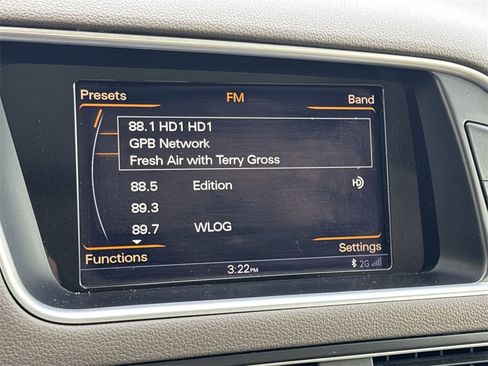 Presets FM Band
88.1 HD1 HD1
GPB Network
Fresh Air with Terry Gross
88.5 Edition HD
89.3
89.7 WLOG
Functions Settings
3:22PM 2G